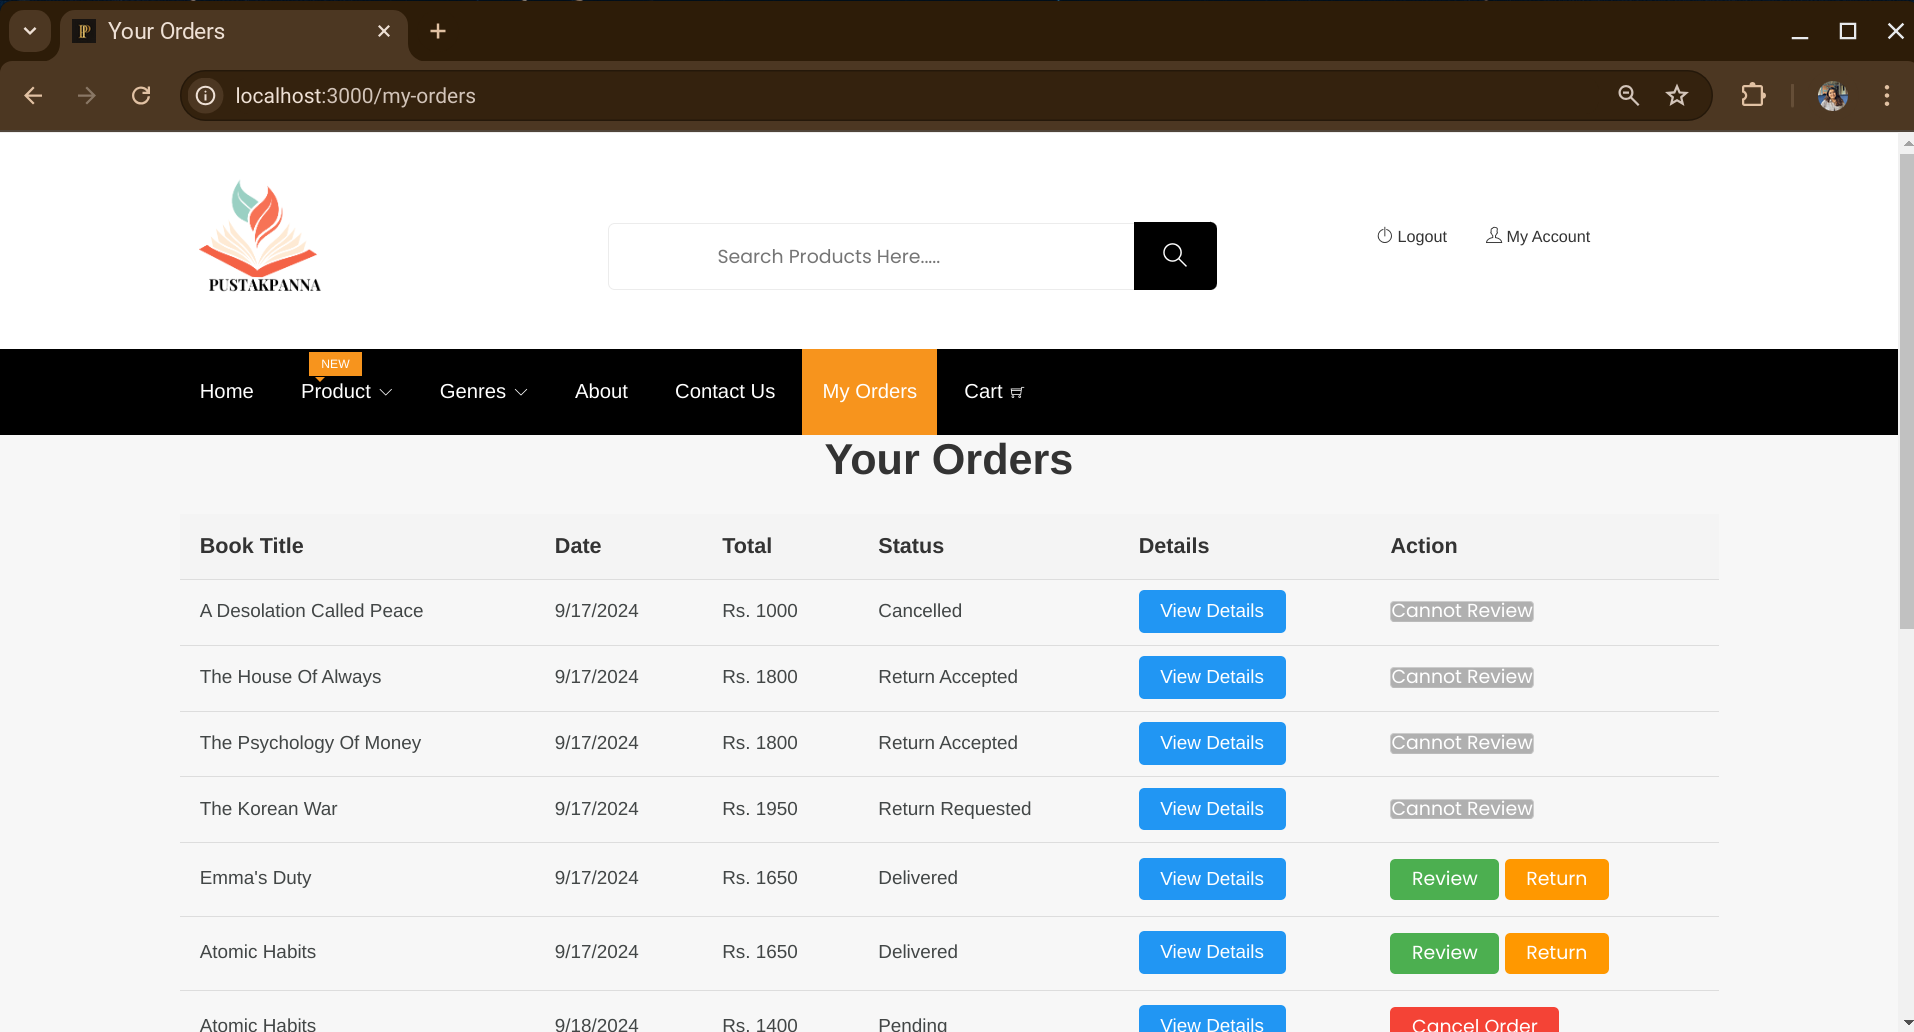 Your Orders
localhost:3000/my-orders
PUSTAKPANNA
Search Products Here.....
Logout My Account
NEW
Home Product Genres About Contact Us My Orders Cart
Your Orders
Book Title Date Total Status Details Action
A Desolation Called Peace 9/17/2024 Rs. 1000 Cancelled View Details Cannot Review
The House Of Always 9/17/2024 Rs. 1800 Return Accepted View Details Cannot Review
The Psychology Of Money 9/17/2024 Rs. 1800 Return Accepted View Details Cannot Review
The Korean War 9/17/2024 Rs. 1950 Return Requested View Details Cannot Review
Emma's Duty 9/17/2024 Rs. 1650 Delivered View Details Review Return
Atomic Habits 9/17/2024 Rs. 1650 Delivered View Details Review Return
Atomic Habits 9/18/2024 Rs. 1400 Pending View Details Cancel Order